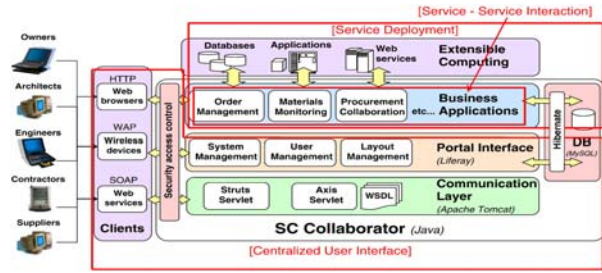 [Service - Service Interaction]
[Service Deployment]
Owners
Architects
Engineers
Contractors
Suppliers
HTTP
Web browsers
WAP
Wireless devices
SOAP
Web services
Clients
Security access control
Databases
Applications
Web services
Extensible Computing
Order Management
Materials Monitoring
Procurement Collaboration
etc...
Business Applications
System Management
User Management
Layout Management
Portal Interface
(Liferay)
Struts Servlet
Axis Servlet
WSDL
Communication Layer
(Apache Tomcat)
Hibernate
DB
(MySQL)
SC Collaborator (Java)
[Centralized User Interface]